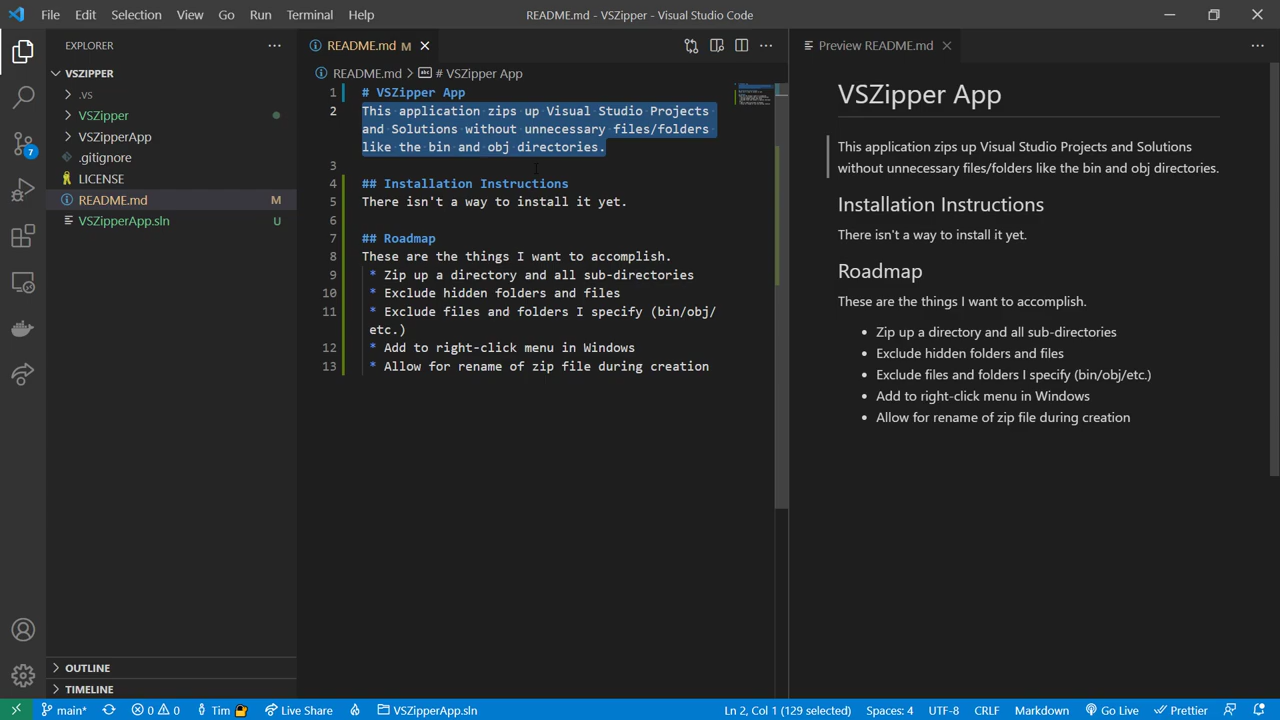 File Edit Selection View Go Run Terminal Help
README.md - VSZipper - Visual Studio Code
EXPLORER
VSZIPPER
.vs
VSZipper
VSZipperApp
.gitignore
LICENSE
README.md M
VSZipperApp.sln U
7
OUTLINE
TIMELINE
README.md M
README.md > # VSZipper App
1 # VSZipper App
2 This application zips up Visual Studio Projects
and Solutions without unnecessary files/folders
like the bin and obj directories.
3
4 ## Installation Instructions
5 There isn't a way to install it yet.
6
7 ## Roadmap
8 These are the things I want to accomplish.
9 * Zip up a directory and all sub-directories
10 * Exclude hidden folders and files
11 * Exclude files and folders I specify (bin/obj/
etc.)
12 * Add to right-click menu in Windows
13 * Allow for rename of zip file during creation
Preview README.md
VSZipper App
This application zips up Visual Studio Projects and Solutions
without unnecessary files/folders like the bin and obj directories.
Installation Instructions
There isn't a way to install it yet.
Roadmap
These are the things I want to accomplish.
• Zip up a directory and all sub-directories
• Exclude hidden folders and files
• Exclude files and folders I specify (bin/obj/etc.)
• Add to right-click menu in Windows
• Allow for rename of zip file during creation
main* 0 0 Tim Live Share VSZipperApp.sln Ln 2, Col 1 (129 selected) Spaces: 4 UTF-8 CRLF Markdown Go Live Prettier